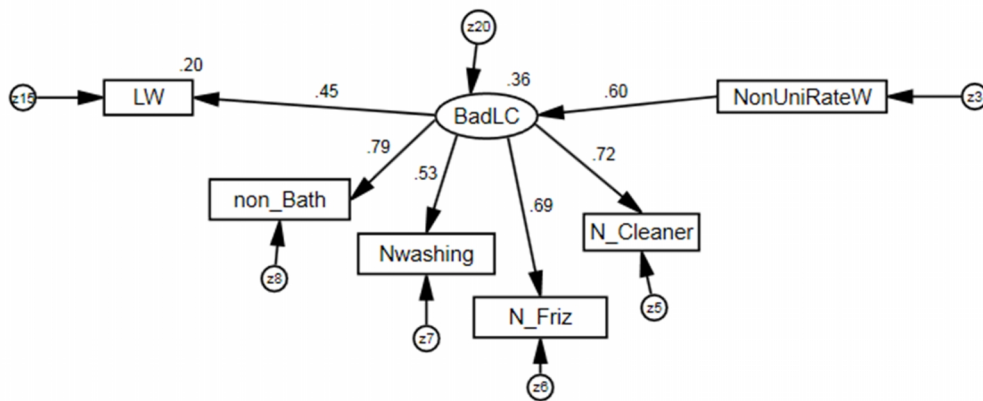 z20
.20
.36
z15
LW
.45
.60
NonUniRateW
z3
BadLC
.79
.72
.53
non_Bath
.69
N_Cleaner
Nwashing
z8
z5
N_Friz
z7
z6